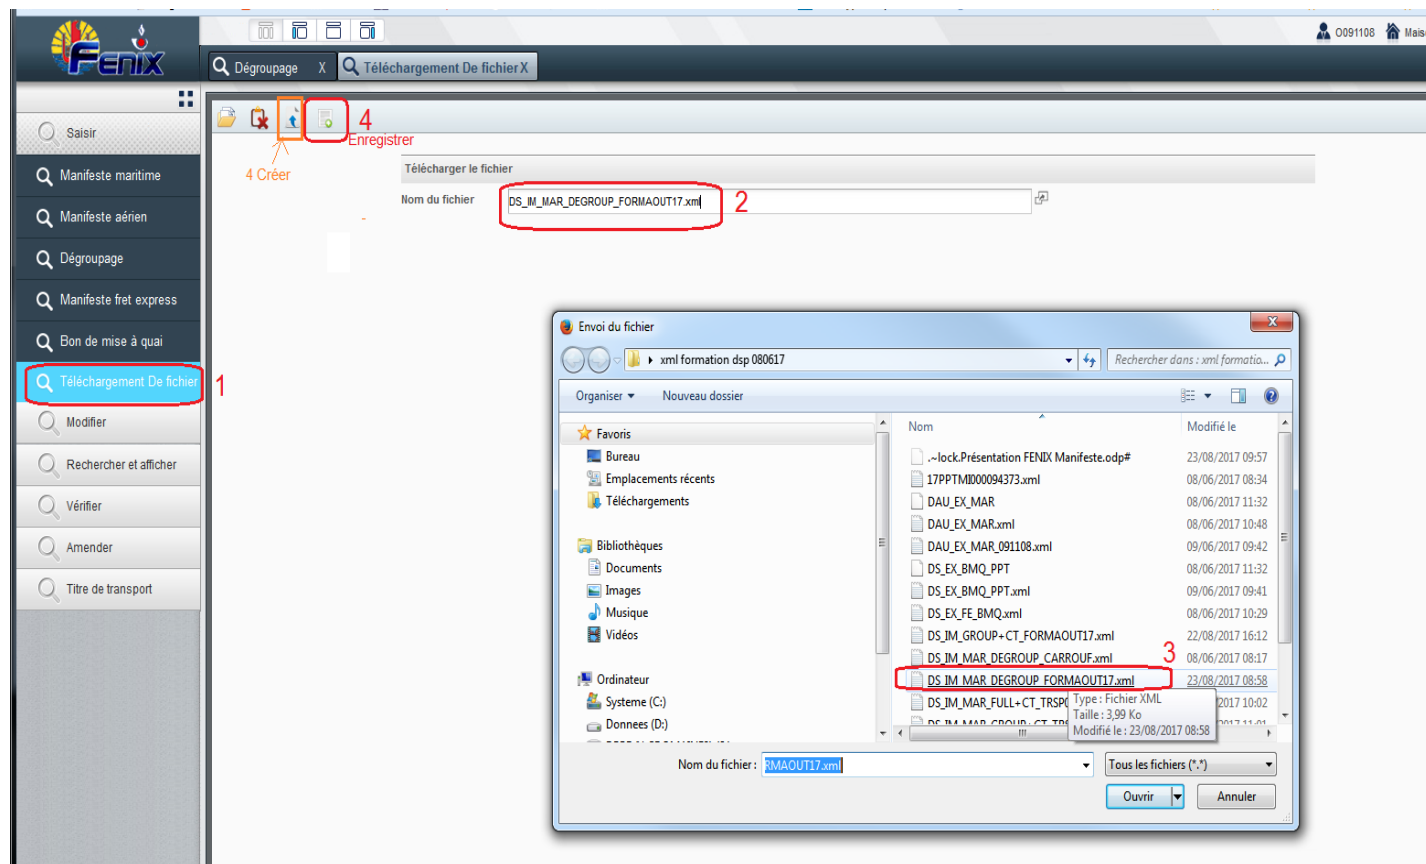 Fenix
0091108 Mais
Dégroupage X
Téléchargement De fichier X
Saisir
Manifeste maritime
Manifeste aérien
Dégroupage
Manifeste fret express
Bon de mise à quai
Téléchargement De fichier
1
Modifier
Rechercher et afficher
Vérifier
Amender
Titre de transport
4
Enregistrer
4 Créer
Télécharger le fichier
Nom du fichier DS_IM_MAR_DEGROUP_FORMAOUT17.xml
2
Envoi du fichier
xml formation dsp 080617
Rechercher dans : xml formatio...
Organiser Nouveau dossier
Favoris
Bureau
Emplacements récents
Téléchargements
Bibliothèques
Documents
Images
Musique
Vidéos
Ordinateur
Systeme (C:)
Donnees (D:)
Nom Modifié le
.~lock.Présentation FENIX Manifeste.odp# 23/08/2017 09:57
17PPTMI000094373.xml 08/06/2017 08:34
DAU_EX_MAR 08/06/2017 11:32
DAU_EX_MAR.xml 08/06/2017 10:48
DAU_EX_MAR_091108.xml 09/06/2017 09:42
DS_EX_BMQ_PPT 08/06/2017 11:32
DS_EX_BMQ_PPT.xml 09/06/2017 09:41
DS_EX_FE_BMQ.xml 08/06/2017 10:29
DS_IM_GROUP+CT_FORMAOUT17.xml 22/08/2017 16:12
DS_IM_MAR_DEGROUP_CARROUF.xml 08/06/2017 08:17
3
DS_IM_MAR_DEGROUP_FORMAOUT17.xml 23/08/2017 08:58
DS_IM_MAR_FULL+CT_TRSPO 2017 10:02
Type : Fichier XML
Taille : 3,99 Ko
Modifié le : 23/08/2017 08:58
Nom du fichier : RMAOUT17.xml
Tous les fichiers (*.*)
Ouvrir Annuler